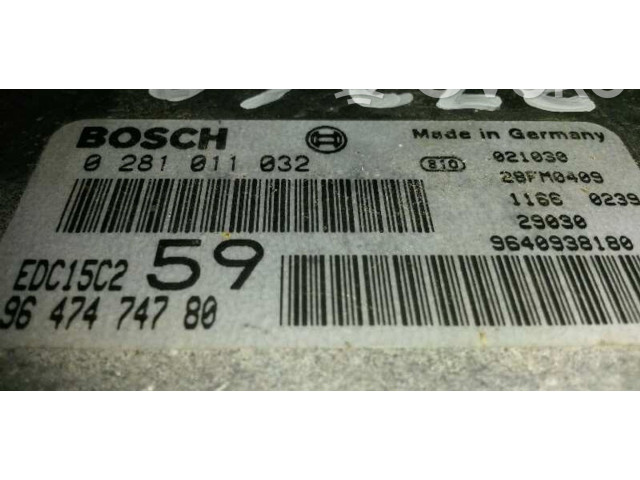 BOSCH
Made in Germany
0 281 011 032
810
021030
28FM0409
1166 0239
29030
EDC15C2 59
9640938180
96 474 747 80